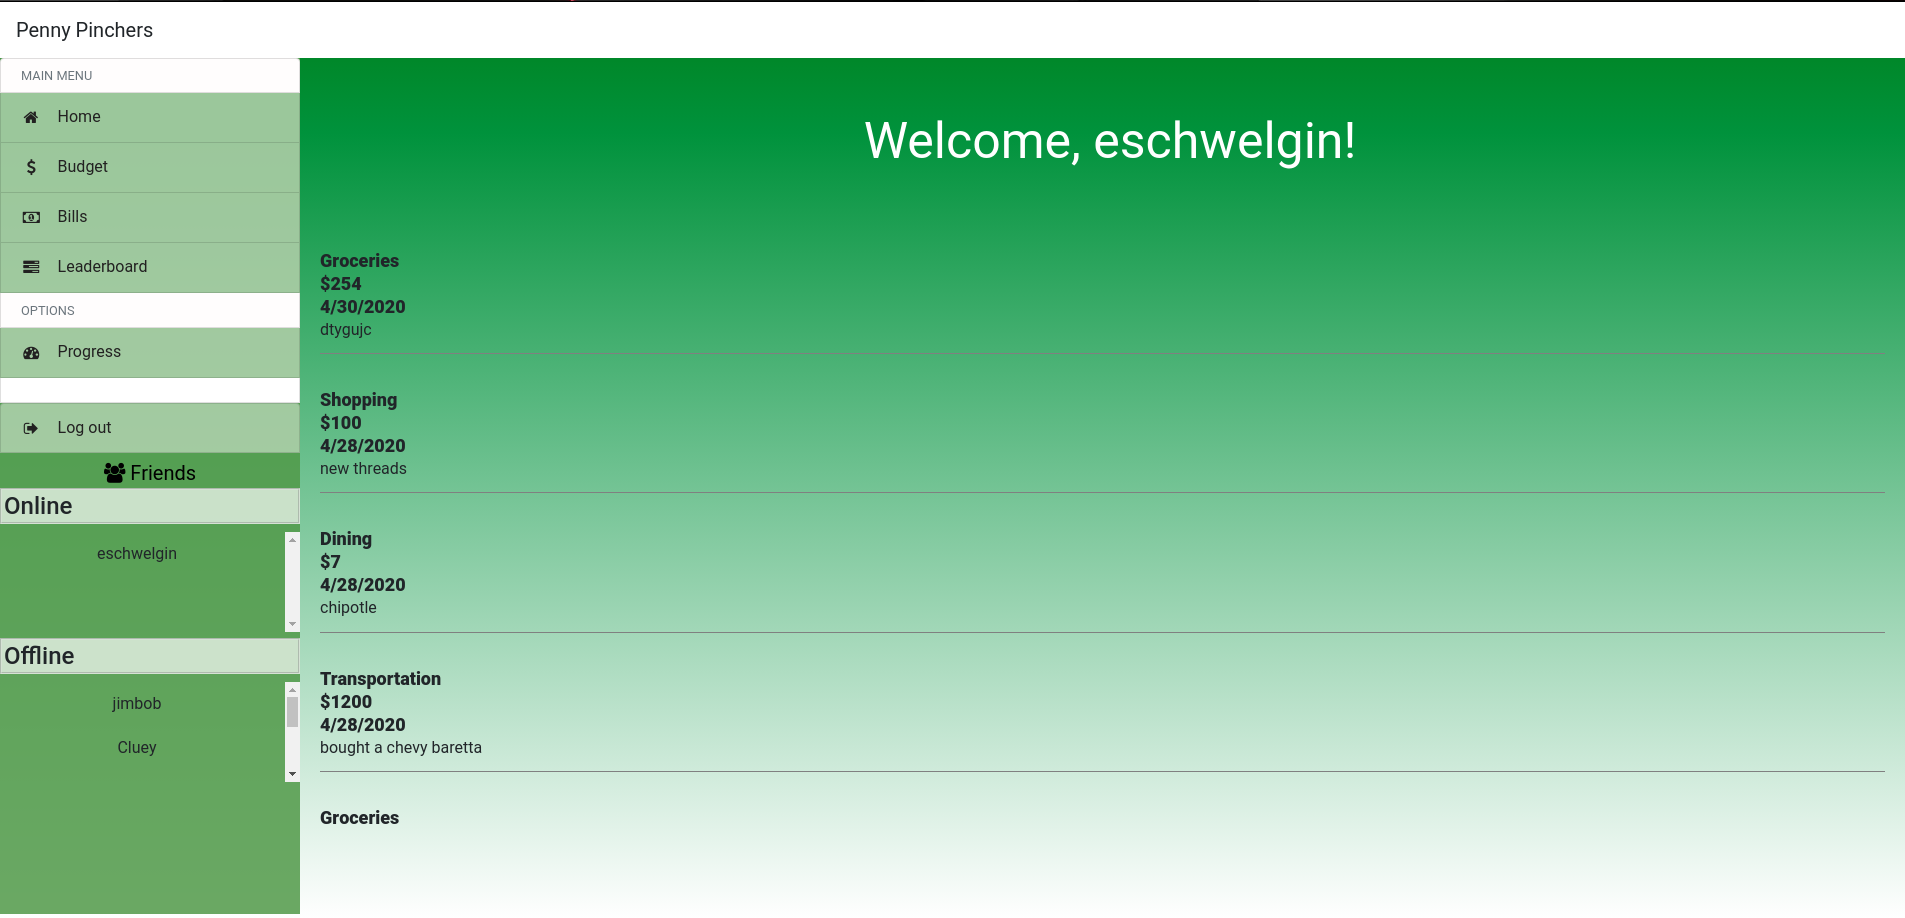 Penny Pinchers
MAIN MENU
Home
Budget
Bills
Leaderboard
OPTIONS
Progress
Log out
Friends
Online
eschwelgin
Offline
jimbob
Cluey
Welcome, eschwelgin!
Groceries
$254
4/30/2020
dtygujc
Shopping
$100
4/28/2020
new threads
Dining
$7
4/28/2020
chipotle
Transportation
$1200
4/28/2020
bought a chevy baretta
Groceries